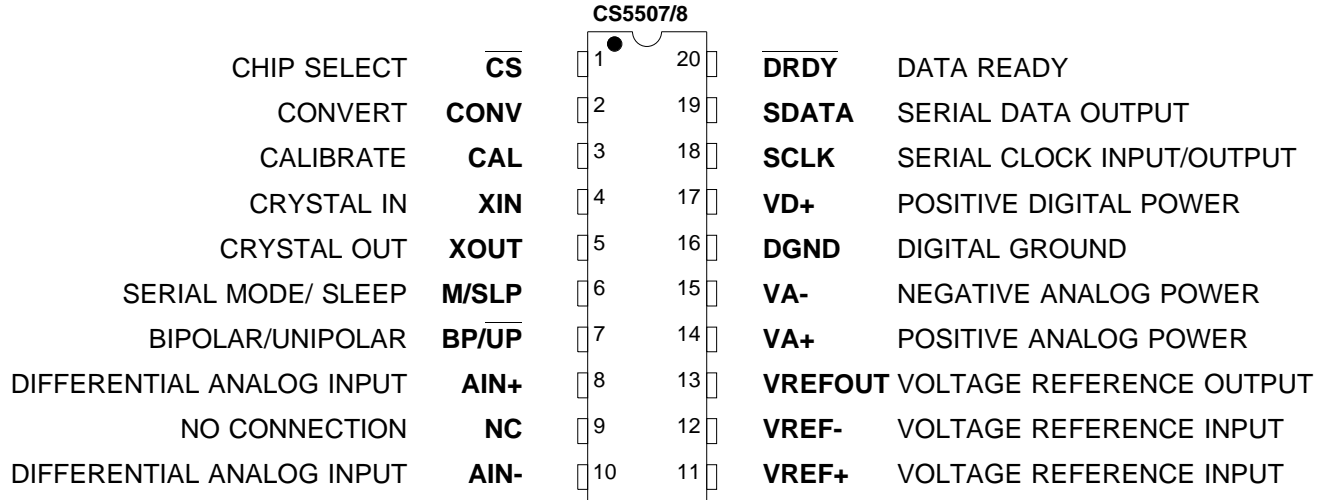 CS5507/8
CHIP SELECT CS 1 20 DRDY DATA READY
CONVERT CONV 2 19 SDATA SERIAL DATA OUTPUT
CALIBRATE CAL 3 18 SCLK SERIAL CLOCK INPUT/OUTPUT
CRYSTAL IN XIN 4 17 VD+ POSITIVE DIGITAL POWER
CRYSTAL OUT XOUT 5 16 DGND DIGITAL GROUND
SERIAL MODE/ SLEEP M/SLP 6 15 VA- NEGATIVE ANALOG POWER
BIPOLAR/UNIPOLAR BP/UP 7 14 VA+ POSITIVE ANALOG POWER
DIFFERENTIAL ANALOG INPUT AIN+ 8 13 VREFOUT VOLTAGE REFERENCE OUTPUT
NO CONNECTION NC 9 12 VREF- VOLTAGE REFERENCE INPUT
DIFFERENTIAL ANALOG INPUT AIN- 10 11 VREF+ VOLTAGE REFERENCE INPUT